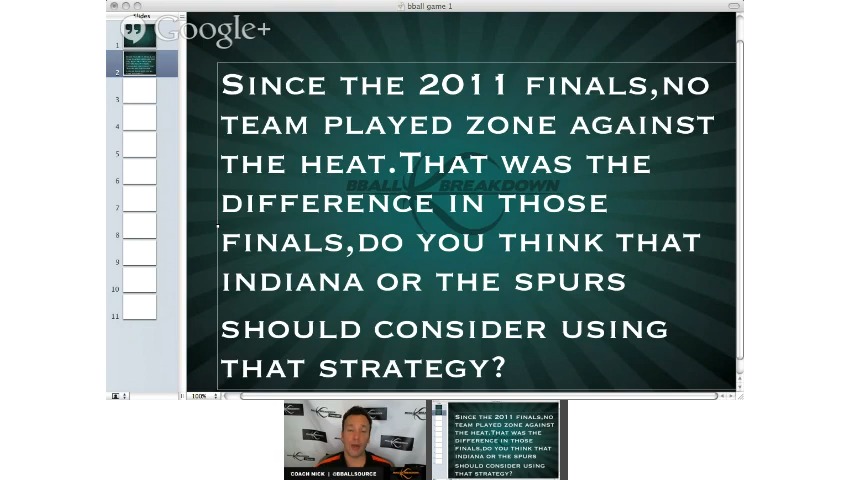 bball game 1
Slides
Google+
1
2
3
4
5
6
7
8
9
10
11
BBALL BREAKDOWN
SINCE THE 2011 FINALS,NO
TEAM PLAYED ZONE AGAINST
THE HEAT.THAT WAS THE
DIFFERENCE IN THOSE
FINALS,DO YOU THINK THAT
INDIANA OR THE SPURS
SHOULD CONSIDER USING
THAT STRATEGY?
100%
COACH NICK | @BBALLSOURCE
SINCE THE 2011 FINALS,NO
TEAM PLAYED ZONE AGAINST
THE HEAT.THAT WAS THE
DIFFERENCE IN THOSE
FINALS,DO YOU THINK THAT
INDIANA OR THE SPURS
SHOULD CONSIDER USING
THAT STRATEGY?